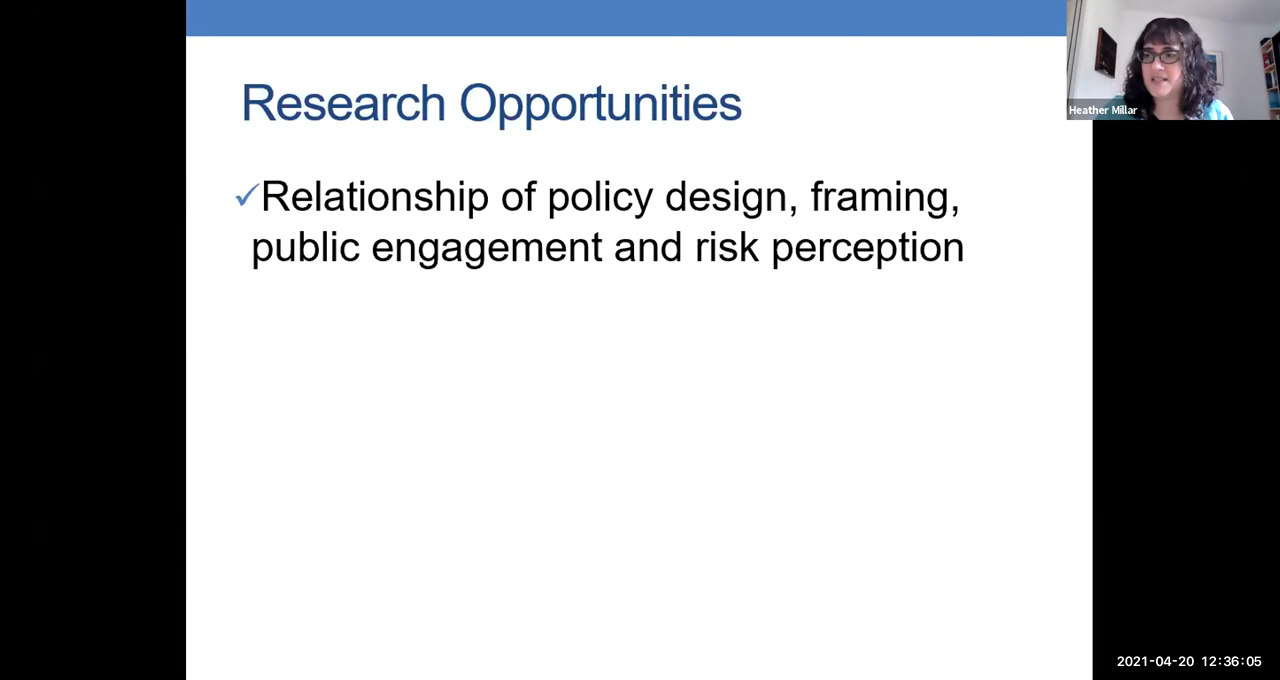 Research Opportunities
✓Relationship of policy design, framing,
public engagement and risk perception
Heather Millar
2021-04-20 12:36:05